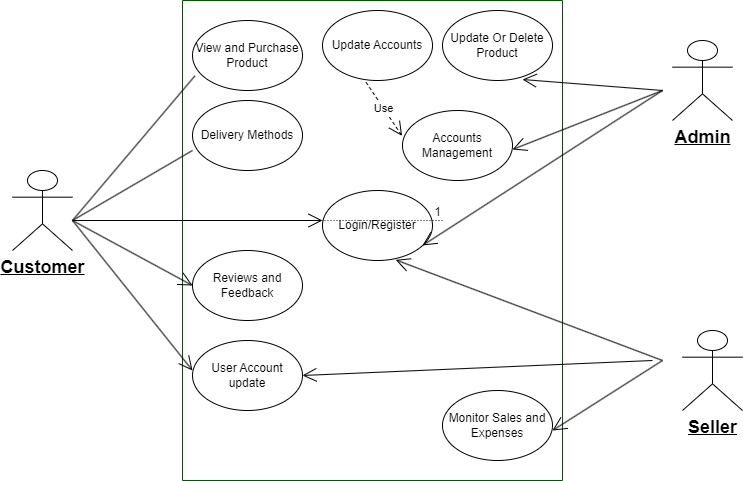 View and Purchase
Product
Update Accounts
Update Or Delete
Product
Use
Delivery Methods
Accounts
Management
Admin
1
Login/Register
Customer
Reviews and
Feedback
User Account
update
Monitor Sales and
Expenses
Seller